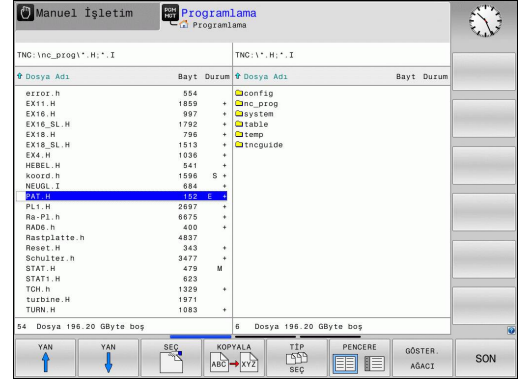 Manuel İşletim
PGM MGT
Programlama
Programlama
TNC:\nc_prog\*.H;*.I
TNC:\*.H;*.I
Dosya Adı Bayt Durum
Dosya Adı Bayt Durum
error.h 554
EX11.H 1859 +
EX16.H 997 +
EX16_SL.H 1792 +
EX18.H 796 +
EX18_SL.H 1513 +
EX4.H 1036 +
HEBEL.H 541 +
koord.h 1596 S +
NEUGL.I 684 +
PAT.H 152 E +
PL1.H 2697 +
Ra-Pl.h 6675 +
RAD6.h 400 +
Rastplatte.h 4837
Reset.H 343 +
Schulter.h 3477 +
STAT.H 479 M
STAT1.H 623
TCH.h 1329 +
turbine.H 1971
TURN.H 1083 +
config
nc_prog
system
table
temp
tncguide
54 Dosya 196.20 GByte boş
6 Dosya 196.20 GByte boş
YAN
YAN
SEÇ
KOPYALA
ABC XYZ
TİP
SEÇ
PENCERE
GÖSTER.
AĞACI
SON